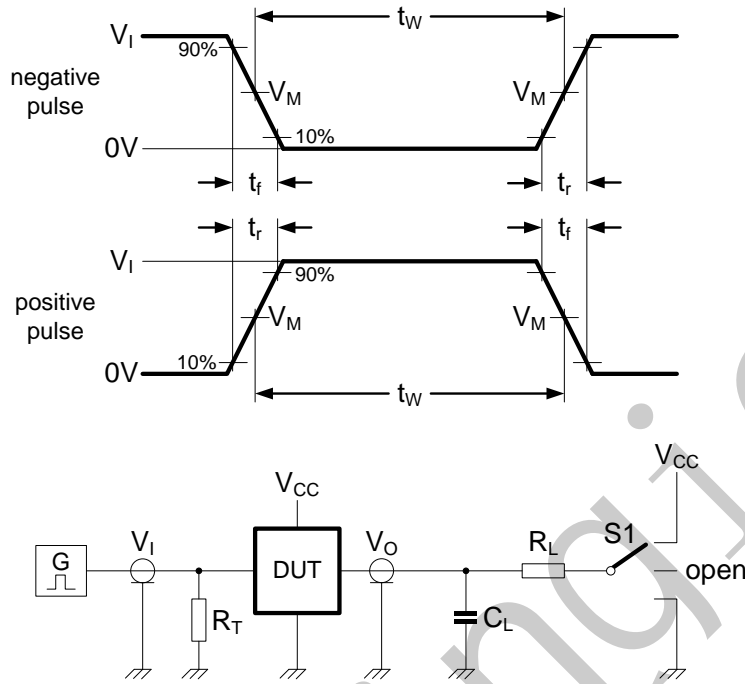 t_W
V_I
90%
negative
pulse
V_M
V_M
10%
0V
t_f
t_r
t_r
t_f
V_I
90%
positive
pulse
V_M
V_M
10%
0V
t_W
V_CC
V_CC
V_I
V_O
S1
R_L
G
DUT
open
R_T
C_L